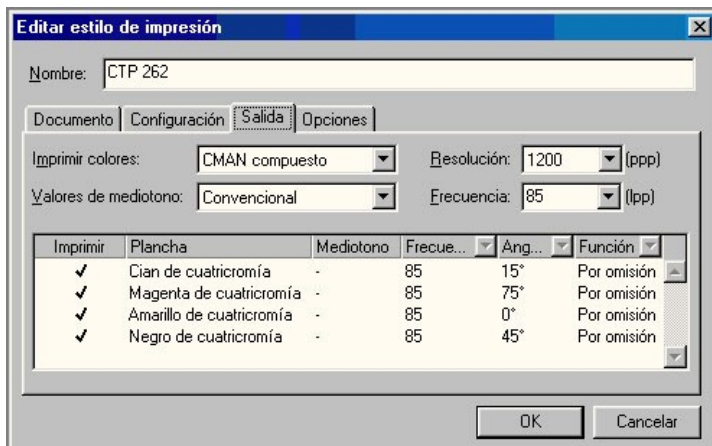 Editar estilo de impresión
Nombre: CTP 262
Documento Configuración Salida Opciones
Imprimir colores: CMAN compuesto Resolución: 1200 (ppp)
Valores de mediotono: Convencional Frecuencia: 85 (lpp)
Imprimir Plancha Mediotono Frecue... Ang... Función
✓ Cian de cuatricromía - 85 15° Por omisión
✓ Magenta de cuatricromía - 85 75° Por omisión
✓ Amarillo de cuatricromía - 85 0° Por omisión
✓ Negro de cuatricromía - 85 45° Por omisión
OK Cancelar